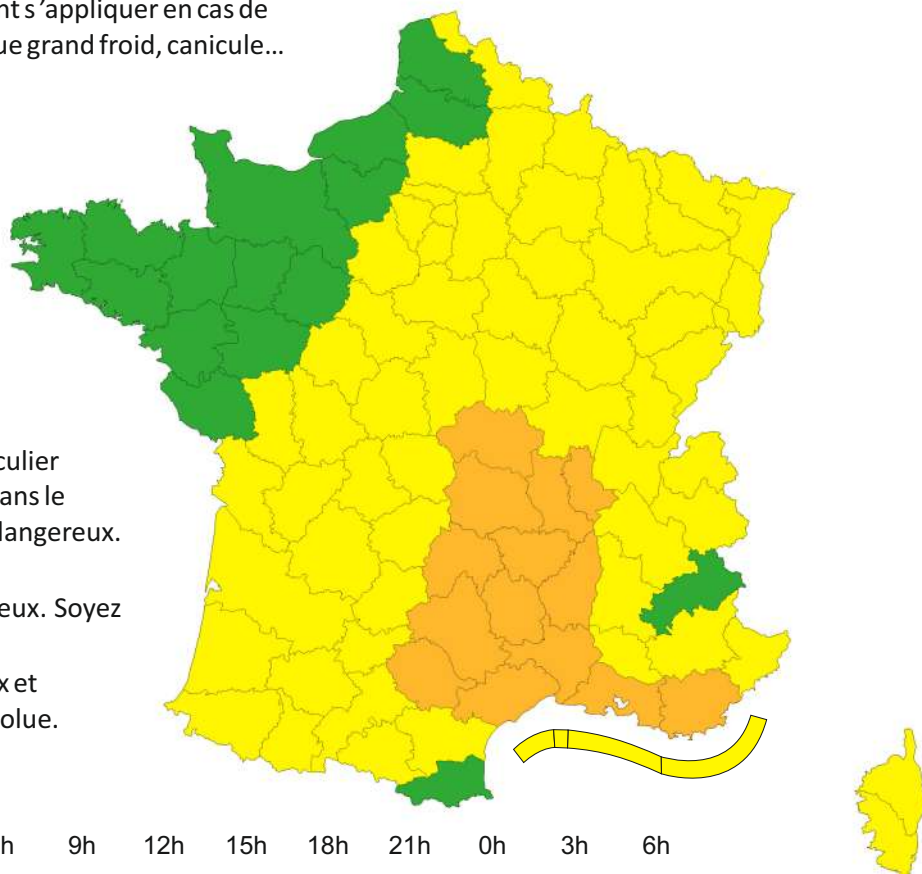 nt s’appliquer en cas de
ue grand froid, canicule…
culier
ans le
dangereux.
eux. Soyez
x et
olue.
h 9h 12h 15h 18h 21h 0h 3h 6h